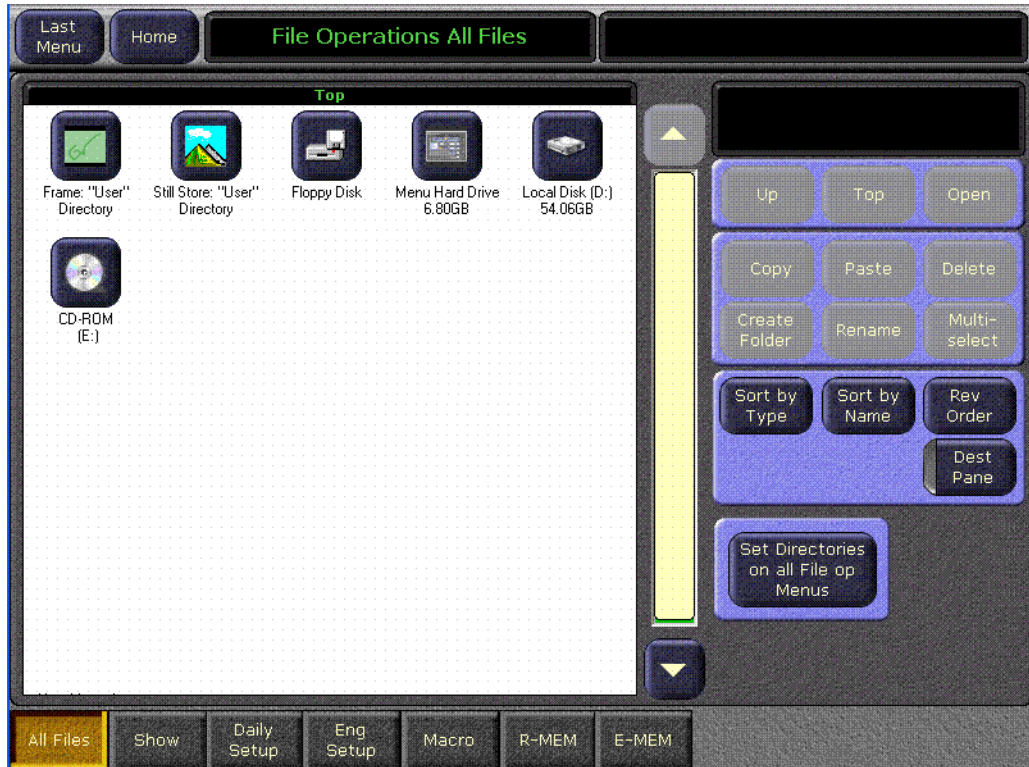 Last
Menu
Home
File Operations All Files
Top
Frame: "User"
Directory
Still Store: "User"
Directory
Floppy Disk
Menu Hard Drive
6.80GB
Local Disk (D:)
54.06GB
CD-ROM
(E:)
Up
Top
Open
Copy
Paste
Delete
Create
Folder
Rename
Multi-
select
Sort by
Type
Sort by
Name
Rev
Order
Dest
Pane
Set Directories
on all File op
Menus
All Files
Show
Daily
Setup
Eng
Setup
Macro
R-MEM
E-MEM